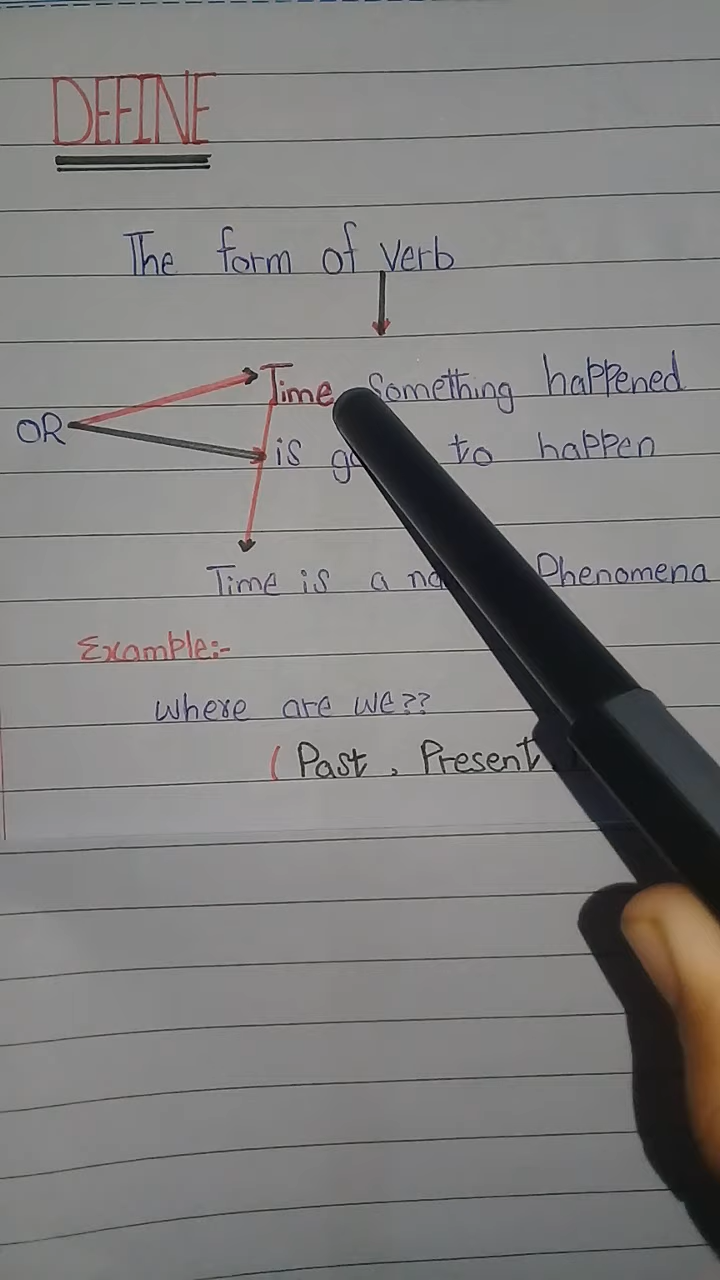 DEFINE
The form of verb
Time Something happened
OR
is to happen
Time is a Phenomena
Example:-
where are we??
(Past, Present